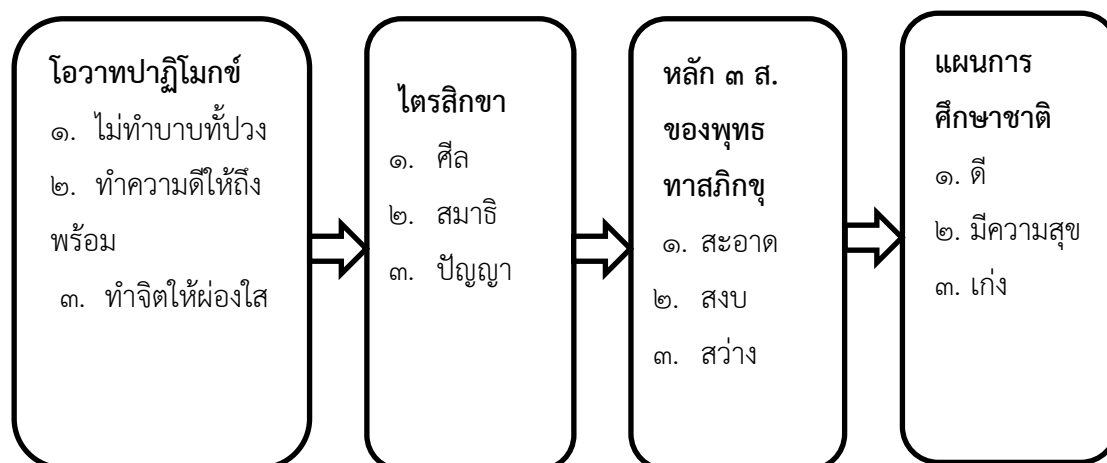 โอวาทปาฏิโมกข์
๑. ไม่ทำบาปทั้ปวง
๒. ทำความดีให้ถึง
พร้อม
๓. ทำจิตให้ผ่องใส
ไตรสิกขา
๑. ศีล
๒. สมาธิ
๓. ปัญญา
หลัก ๓ ส.
ของพุทธ
ทาสภิกขุ
๑. สะอาด
๒. สงบ
๓. สว่าง
แผนการ
ศึกษาชาติ
๑. ดี
๒. มีความสุข
๓. เก่ง